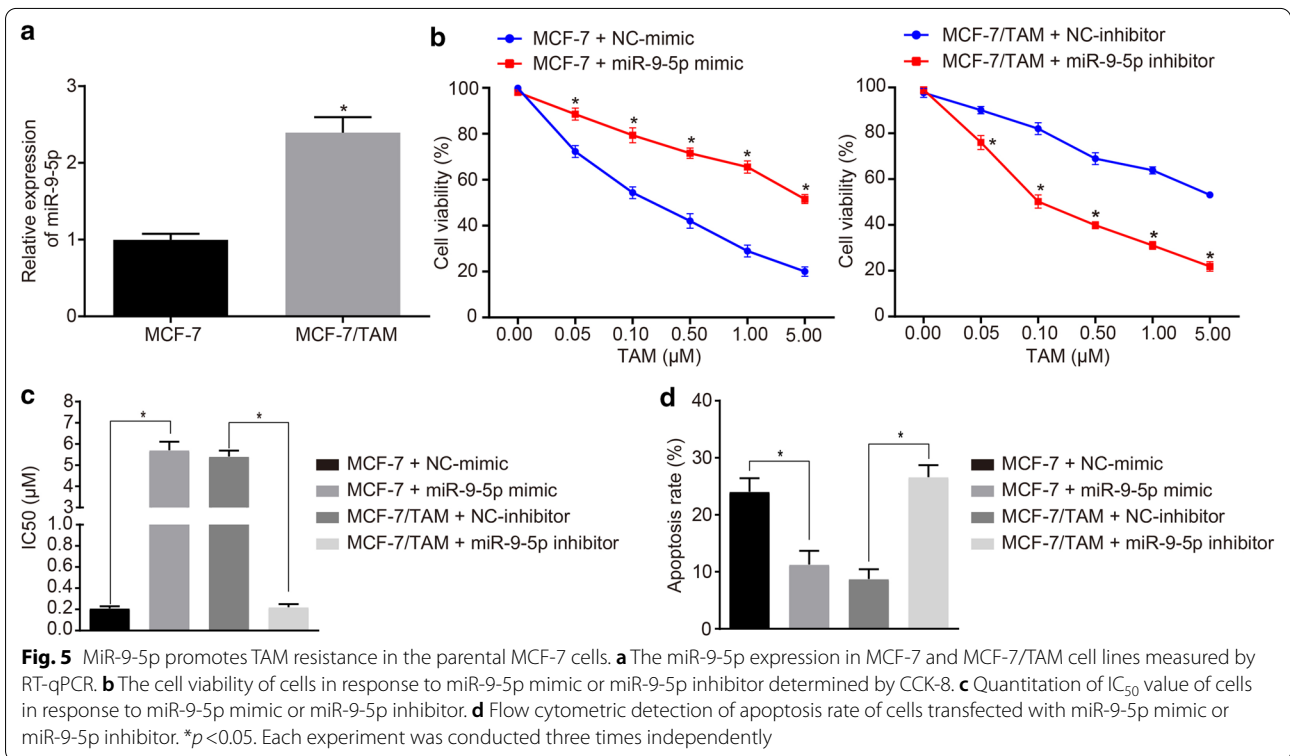 a
Relative expression
of miR-9-5p
3
2
1
0
*
MCF-7
MCF-7/TAM
b
MCF-7 + NC-mimic
MCF-7 + miR-9-5p mimic
Cell viability (%)
100
80
60
40
20
0
* * * * *
0.00 0.05 0.10 0.50 1.00 5.00
TAM (µM)
MCF-7/TAM + NC-inhibitor
MCF-7/TAM + miR-9-5p inhibitor
Cell viability (%)
100
80
60
40
20
0
* * * * *
0.00 0.05 0.10 0.50 1.00 5.00
TAM (µM)
c
IC50 (µM)
8
7
6
5
4
3
1.0
0.8
0.6
0.4
0.2
0.0
* *
MCF-7 + NC-mimic
MCF-7 + miR-9-5p mimic
MCF-7/TAM + NC-inhibitor
MCF-7/TAM + miR-9-5p inhibitor
d
Apoptosis rate (%)
40
30
20
10
0
* *
MCF-7 + NC-mimic
MCF-7 + miR-9-5p mimic
MCF-7/TAM + NC-inhibitor
MCF-7/TAM + miR-9-5p inhibitor
Fig. 5 MiR-9-5p promotes TAM resistance in the parental MCF-7 cells. a The miR-9-5p expression in MCF-7 and MCF-7/TAM cell lines measured by
RT-qPCR. b The cell viability of cells in response to miR-9-5p mimic or miR-9-5p inhibitor determined by CCK-8. c Quantitation of IC50 value of cells
in response to miR-9-5p mimic or miR-9-5p inhibitor. d Flow cytometric detection of apoptosis rate of cells transfected with miR-9-5p mimic or
miR-9-5p inhibitor. *p <0.05. Each experiment was conducted three times independently